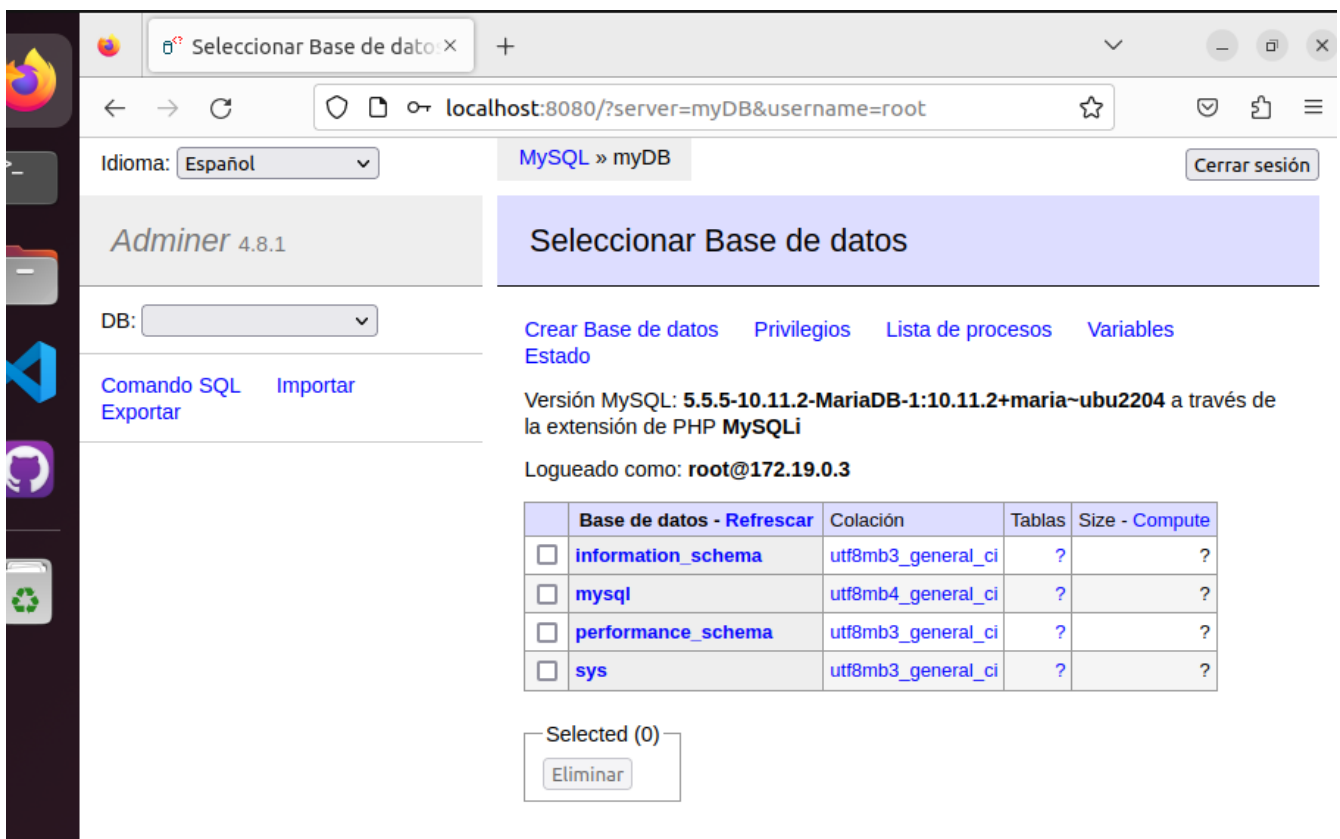 Seleccionar Base de datos
localhost:8080/?server=myDB&username=root
Idioma: Español
MySQL » myDB
Cerrar sesión
Adminer 4.8.1
Seleccionar Base de datos
DB:
Crear Base de datos Privilegios Lista de procesos Variables
Estado
Comando SQL Importar
Exportar
Versión MySQL: 5.5.5-10.11.2-MariaDB-1:10.11.2+maria~ubu2204 a través de
la extensión de PHP MySQLi
Logueado como: root@172.19.0.3
Base de datos - Refrescar Colación Tablas Size - Compute
information_schema utf8mb3_general_ci ? ?
mysql utf8mb4_general_ci ? ?
performance_schema utf8mb3_general_ci ? ?
sys utf8mb3_general_ci ? ?
Selected (0)
Eliminar